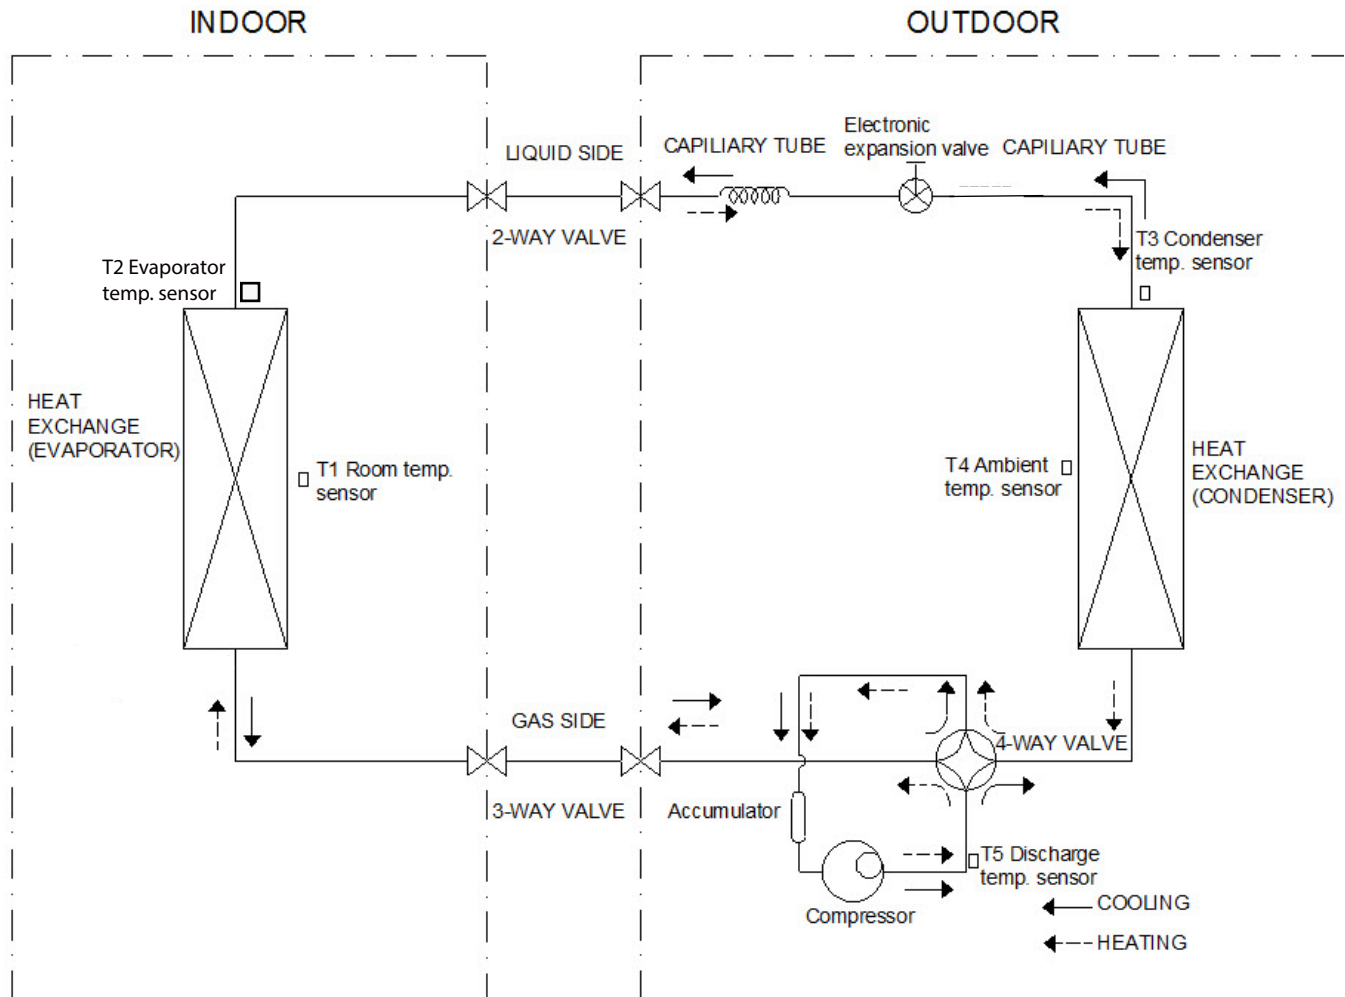 INDOOR
OUTDOOR
Electronic
expansion valve
LIQUID SIDE
CAPILIARY TUBE
CAPILIARY TUBE
2-WAY VALVE
T3 Condenser
temp. sensor
T2 Evaporator
temp. sensor
HEAT
EXCHANGE
(EVAPORATOR)
T1 Room temp.
sensor
T4 Ambient
temp. sensor
HEAT
EXCHANGE
(CONDENSER)
GAS SIDE
4-WAY VALVE
3-WAY VALVE
Accumulator
T5 Discharge
temp. sensor
Compressor
COOLING
HEATING